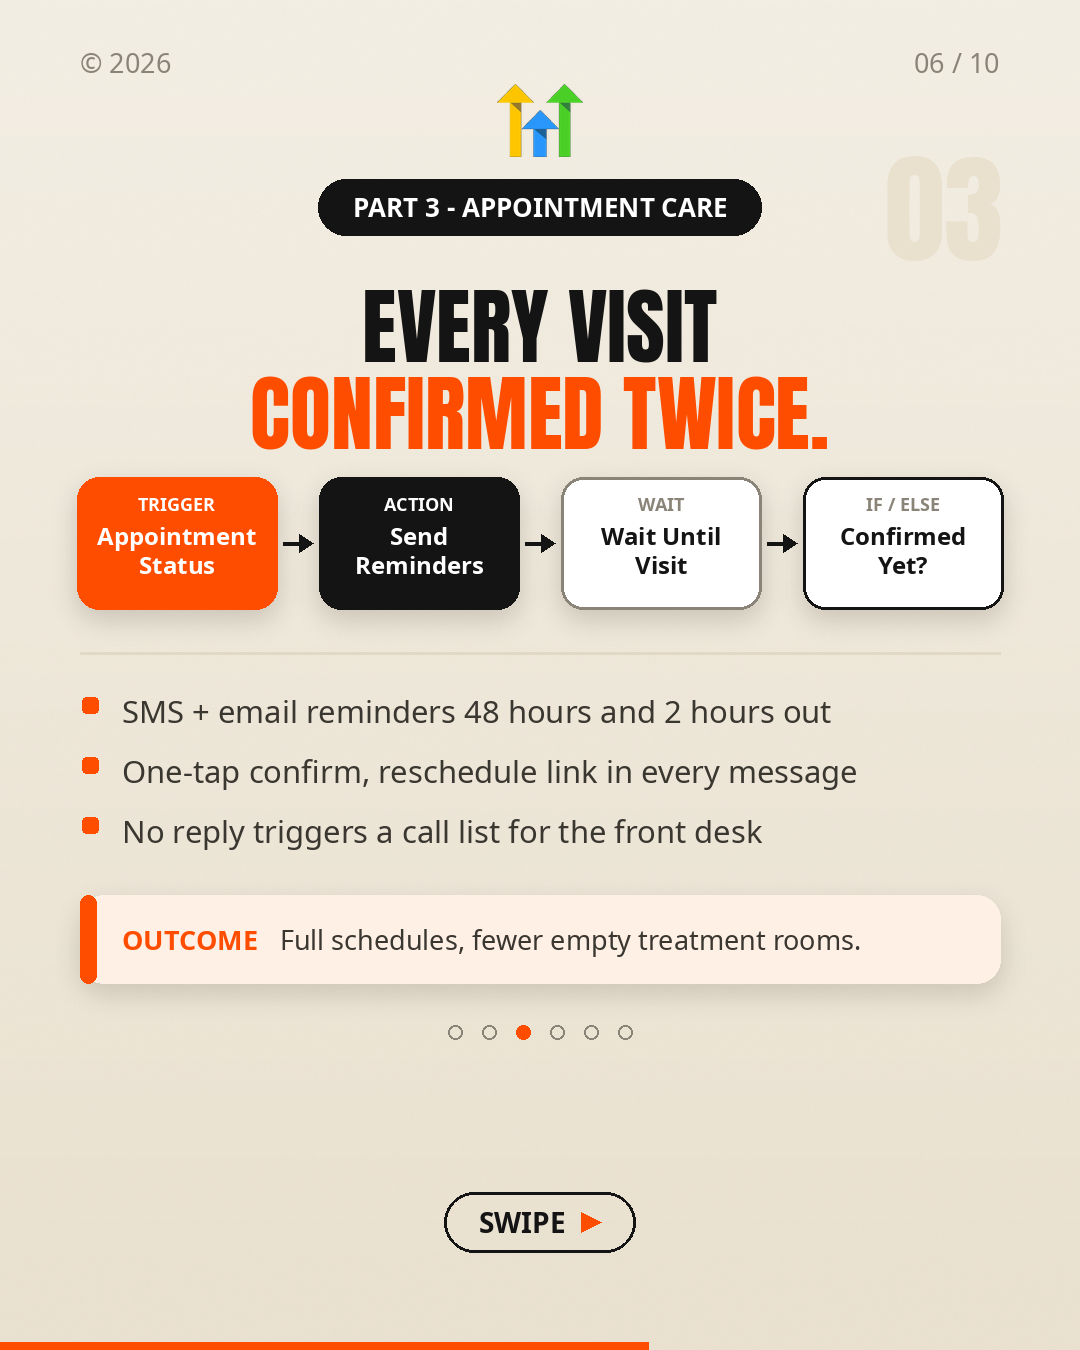 © 2026
06 / 10
PART 3 - APPOINTMENT CARE
03
EVERY VISIT
CONFIRMED TWICE.
TRIGGER
Appointment
Status
ACTION
Send
Reminders
WAIT
Wait Until
Visit
IF / ELSE
Confirmed
Yet?
SMS + email reminders 48 hours and 2 hours out
One-tap confirm, reschedule link in every message
No reply triggers a call list for the front desk
OUTCOME Full schedules, fewer empty treatment rooms.
SWIPE